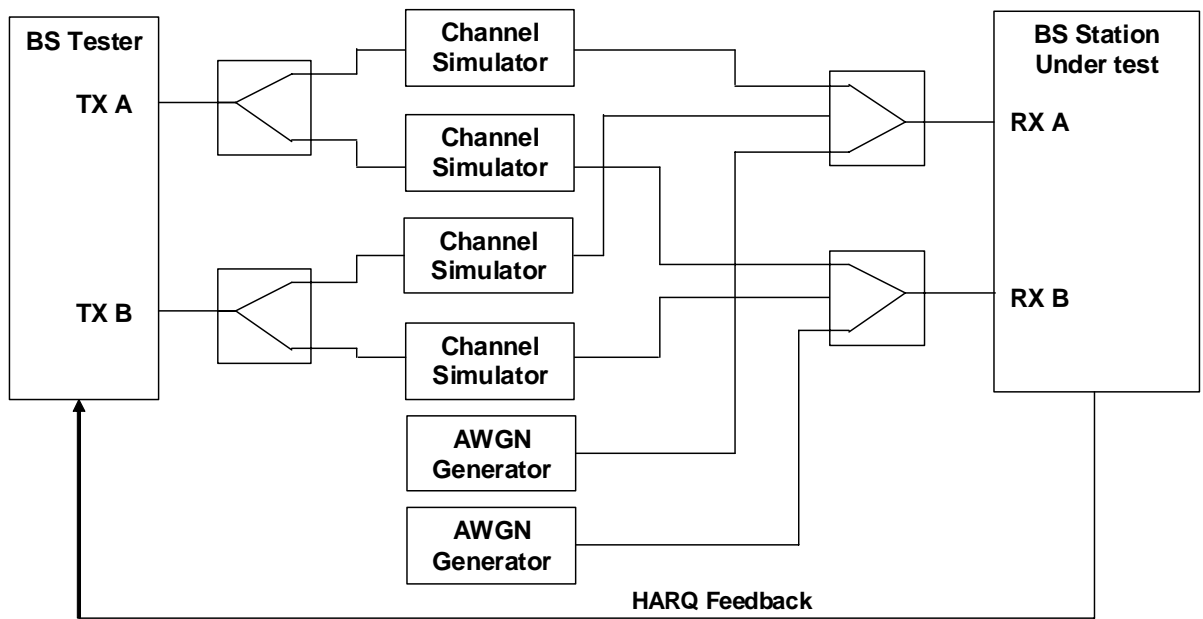 BS Tester
TX A
TX B
Channel
Simulator
Channel
Simulator
Channel
Simulator
Channel
Simulator
AWGN
Generator
AWGN
Generator
BS Station
Under test
RX A
RX B
HARQ Feedback